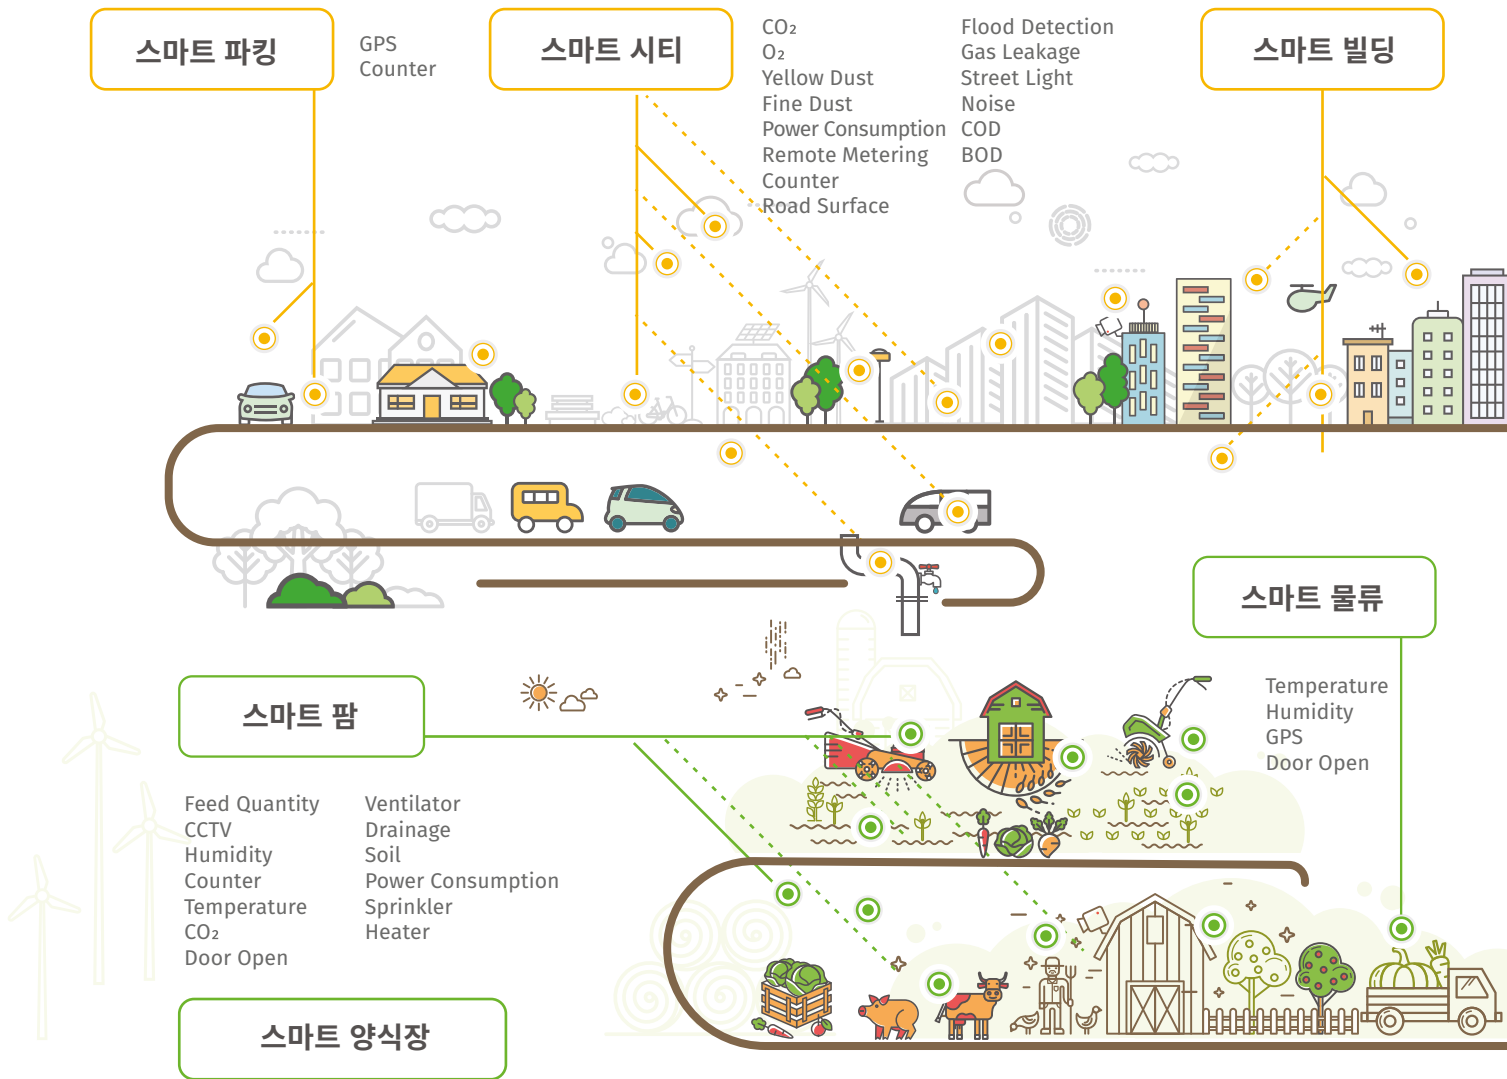 스마트 파킹
GPS
Counter
스마트 시티
CO₂
O₂
Yellow Dust
Fine Dust
Power Consumption
Remote Metering
Counter
Road Surface
Flood Detection
Gas Leakage
Street Light
Noise
COD
BOD
스마트 빌딩
스마트 물류
Temperature
Humidity
GPS
Door Open
스마트 팜
Feed Quantity
CCTV
Humidity
Counter
Temperature
CO₂
Door Open
Ventilator
Drainage
Soil
Power Consumption
Sprinkler
Heater
스마트 양식장